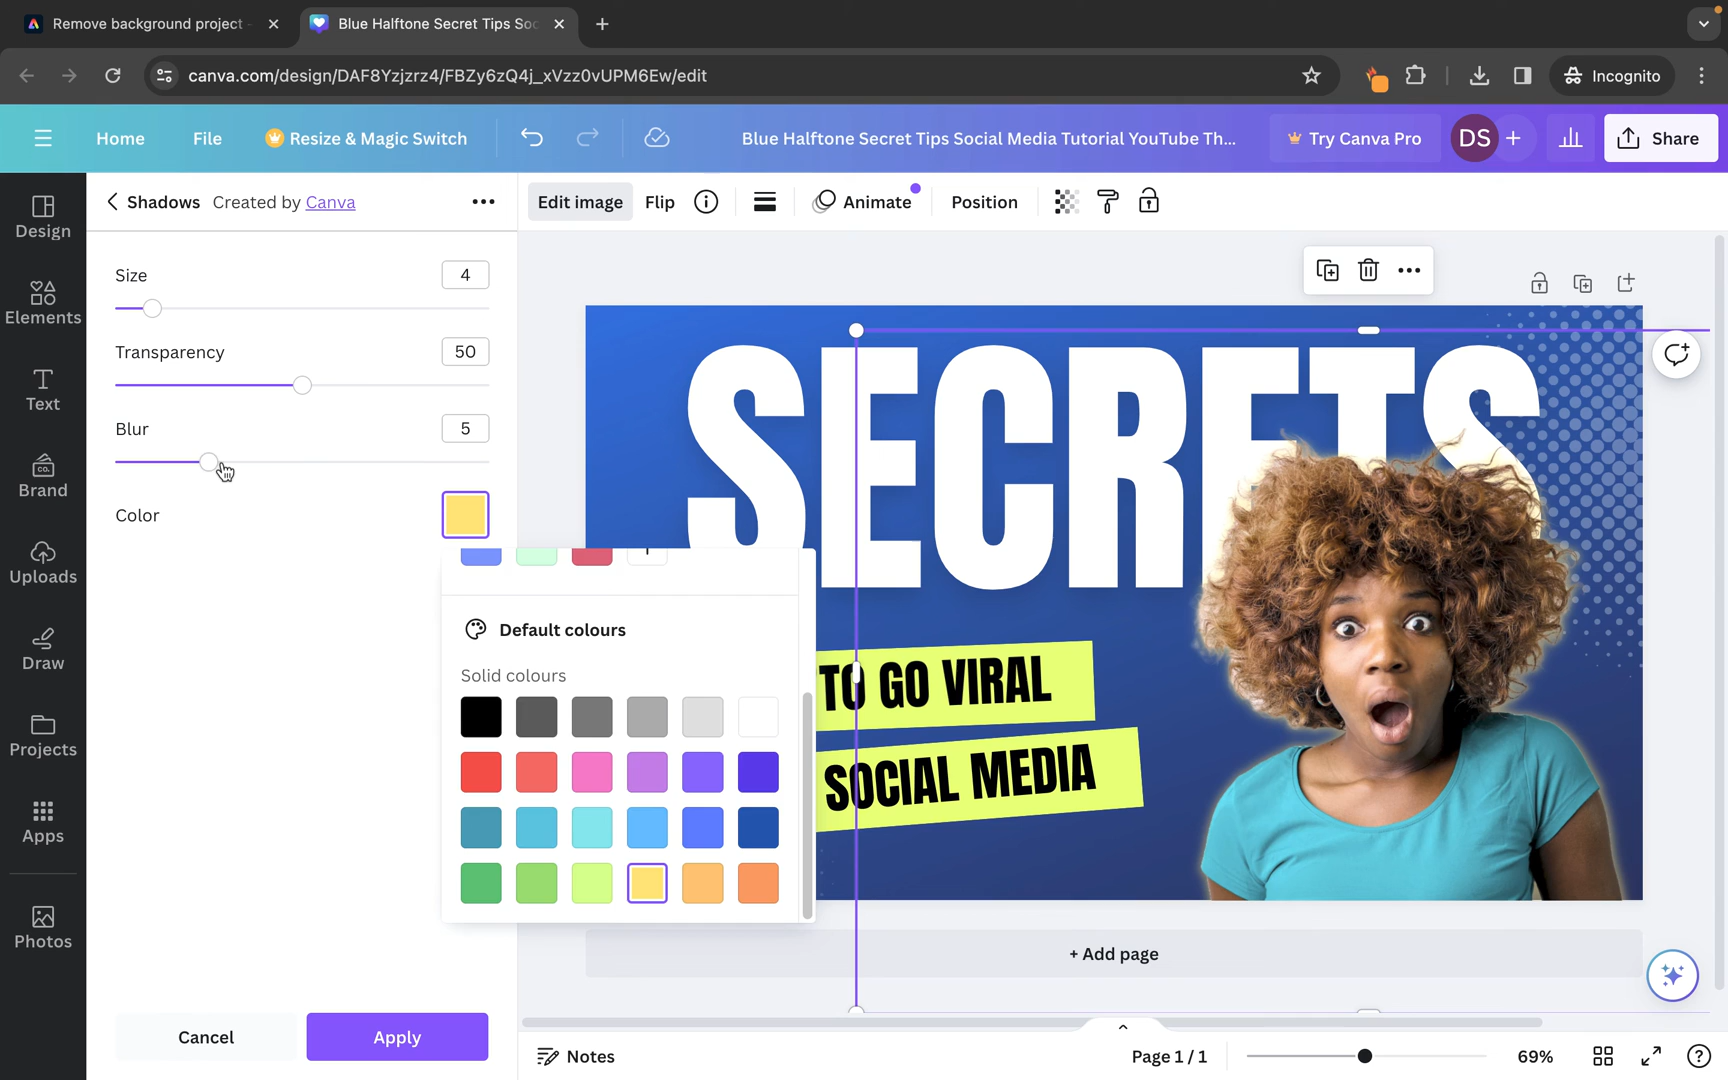 Remove background project
Blue Halftone Secret Tips Soc
canva.com/design/DAF8Yzjzrz4/FBZy6zQ4j_xVzz0vUPM6Ew/edit
Incognito
Home
File
Resize & Magic Switch
Blue Halftone Secret Tips Social Media Tutorial YouTube Th...
Try Canva Pro
DS
Share
Design
Elements
Text
Brand
Uploads
Draw
Projects
Apps
Photos
Shadows Created by Canva
Size 4
Transparency 50
Blur 5
Color
Default colours
Solid colours
Cancel
Apply
Edit image
Flip
Animate
Position
SECRETS
TO GO VIRAL
SOCIAL MEDIA
+ Add page
Notes
Page 1 / 1
69%